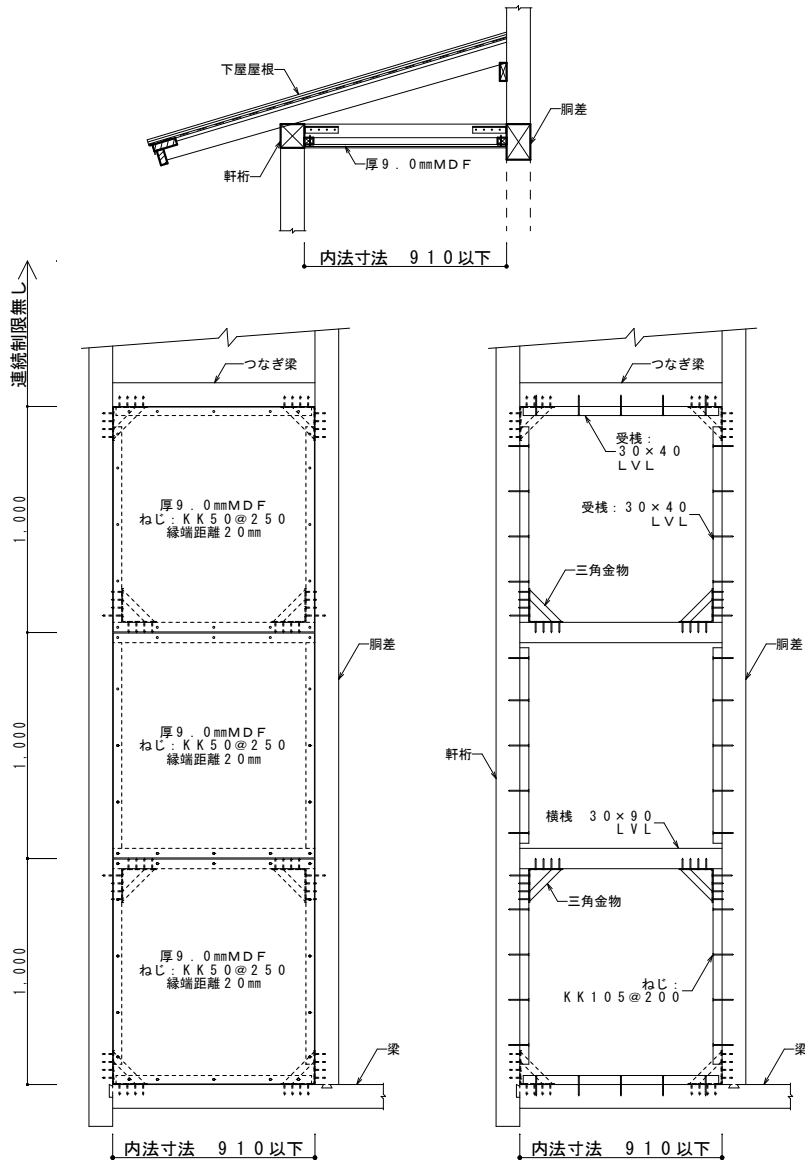 下屋屋根
胴差
軒桁
厚9．0㎜MDF
内法寸法　910以下
連続制限無し
つなぎ梁
つなぎ梁
1,000
厚9．0㎜MDF
ねじ：KK50@250
縁端距離20㎜
受桟：
30×40
LVL
受桟：30×40
LVL
三角金物
胴差
胴差
1,000
厚9．0㎜MDF
ねじ：KK50@250
縁端距離20㎜
軒桁
横桟　30×90
LVL
三角金物
1,000
厚9．0㎜MDF
ねじ：KK50@250
縁端距離20㎜
ねじ：
KK105@200
梁
梁
内法寸法　910以下
内法寸法　910以下